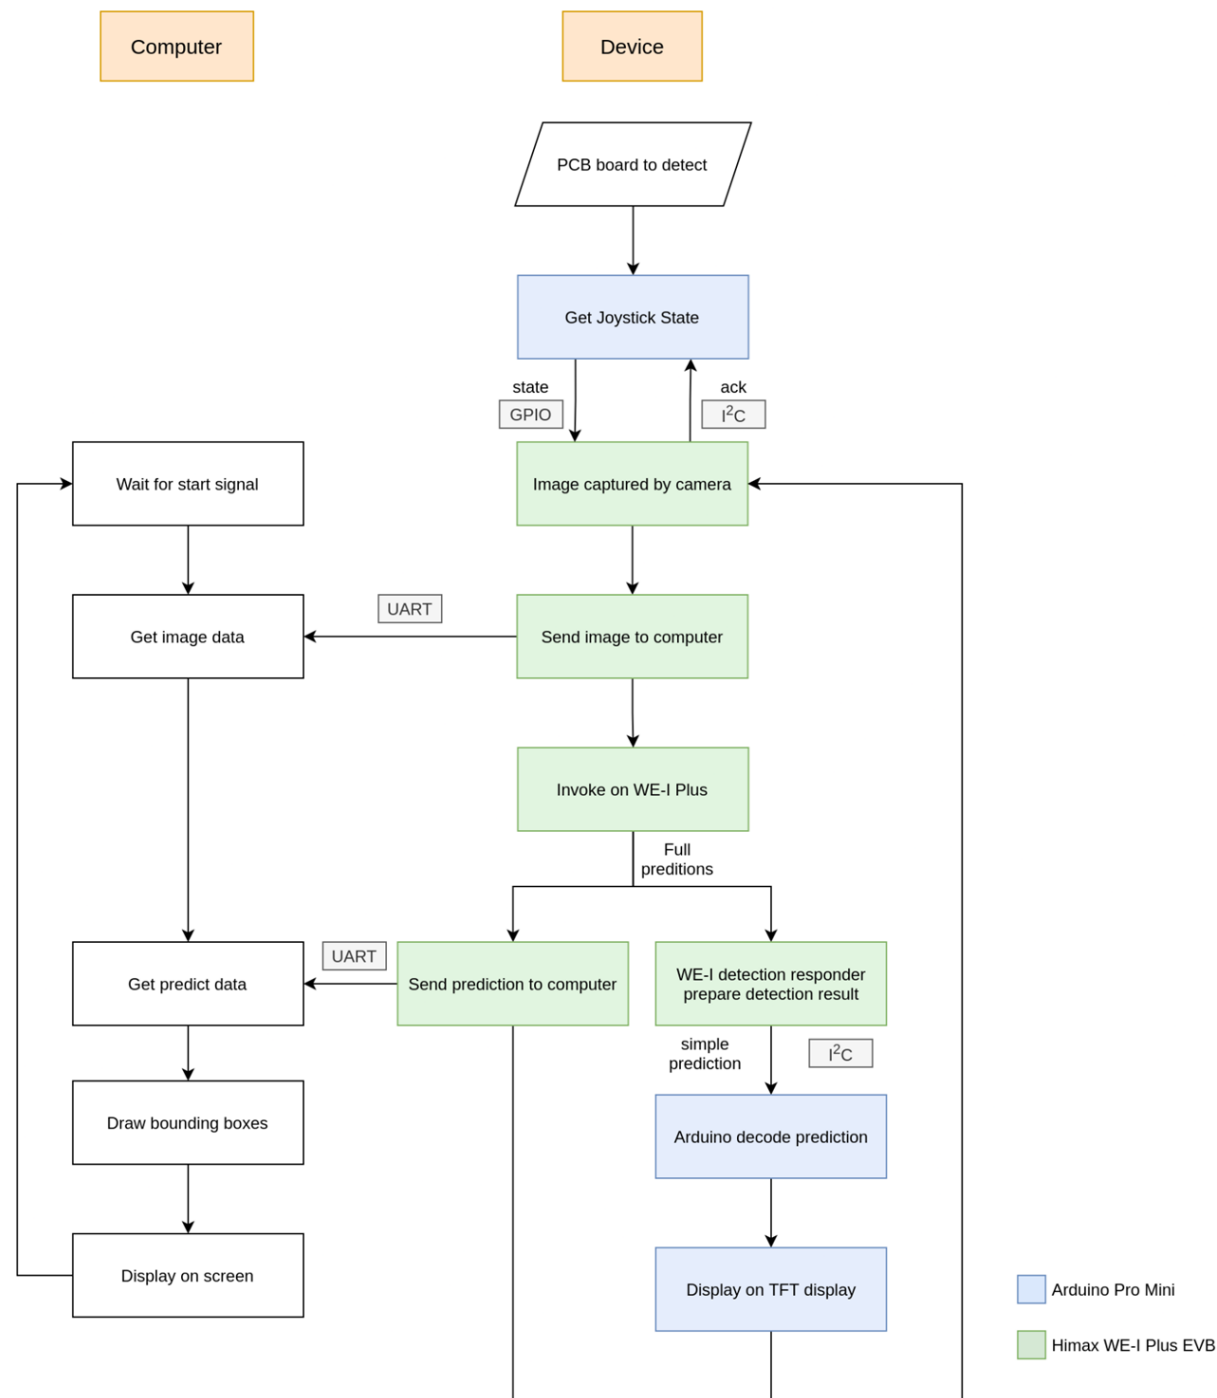 Computer
Device
PCB board to detect
Get Joystick State
state
GPIO
ack
I²C
Wait for start signal
Image captured by camera
UART
Get image data
Send image to computer
Invoke on WE-I Plus
Full
preditions
UART
Get predict data
Send prediction to computer
WE-I detection responder
prepare detection result
simple
prediction
I²C
Draw bounding boxes
Arduino decode prediction
Display on screen
Display on TFT display
Arduino Pro Mini
Himax WE-I Plus EVB